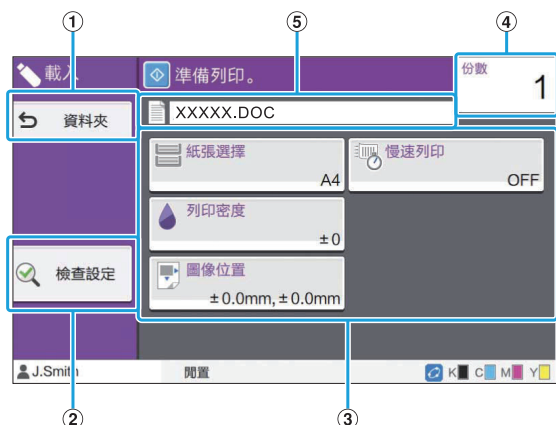 ① ⑤ ④
載入
準備列印。
份數
1
資料夾
XXXXX.DOC
紙張選擇
A4
慢速列印
OFF
列印密度
±0
檢查設定
圖像位置
±0.0mm, ±0.0mm
J.Smith
閒置
K C M Y
② ③